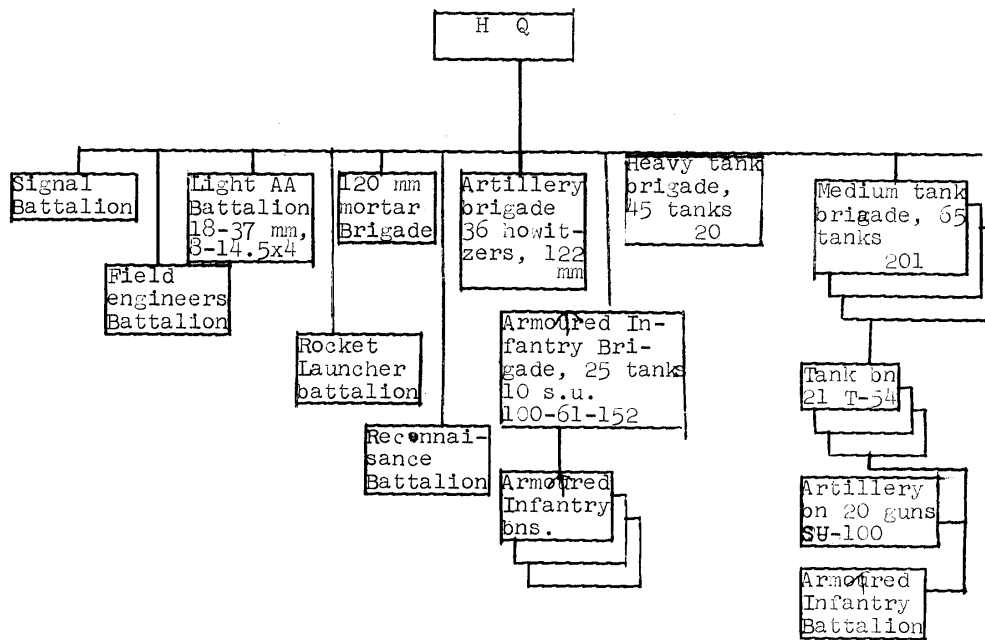 H Q
Signal
Battalion
Field
engineers
Battalion
Light AA
Battalion
18-37 mm,
8-14.5x4
Rocket
Launcher
battalion
120 mm
mortar
Brigade
Reconnai-
sance
Battalion
Artillery
brigade
36 howit-
zers, 122
mm
Armoured In-
fantry Bri-
gade, 25 tanks
10 s.u.
100-61-152
Armoured
Infantry
bns.
Heavy tank
brigade,
45 tanks
20
Medium tank
brigade, 65
tanks
201
Tank bn
21 T-54
Artillery
bn 20 guns
SU-100
Armoured
Infantry
Battalion